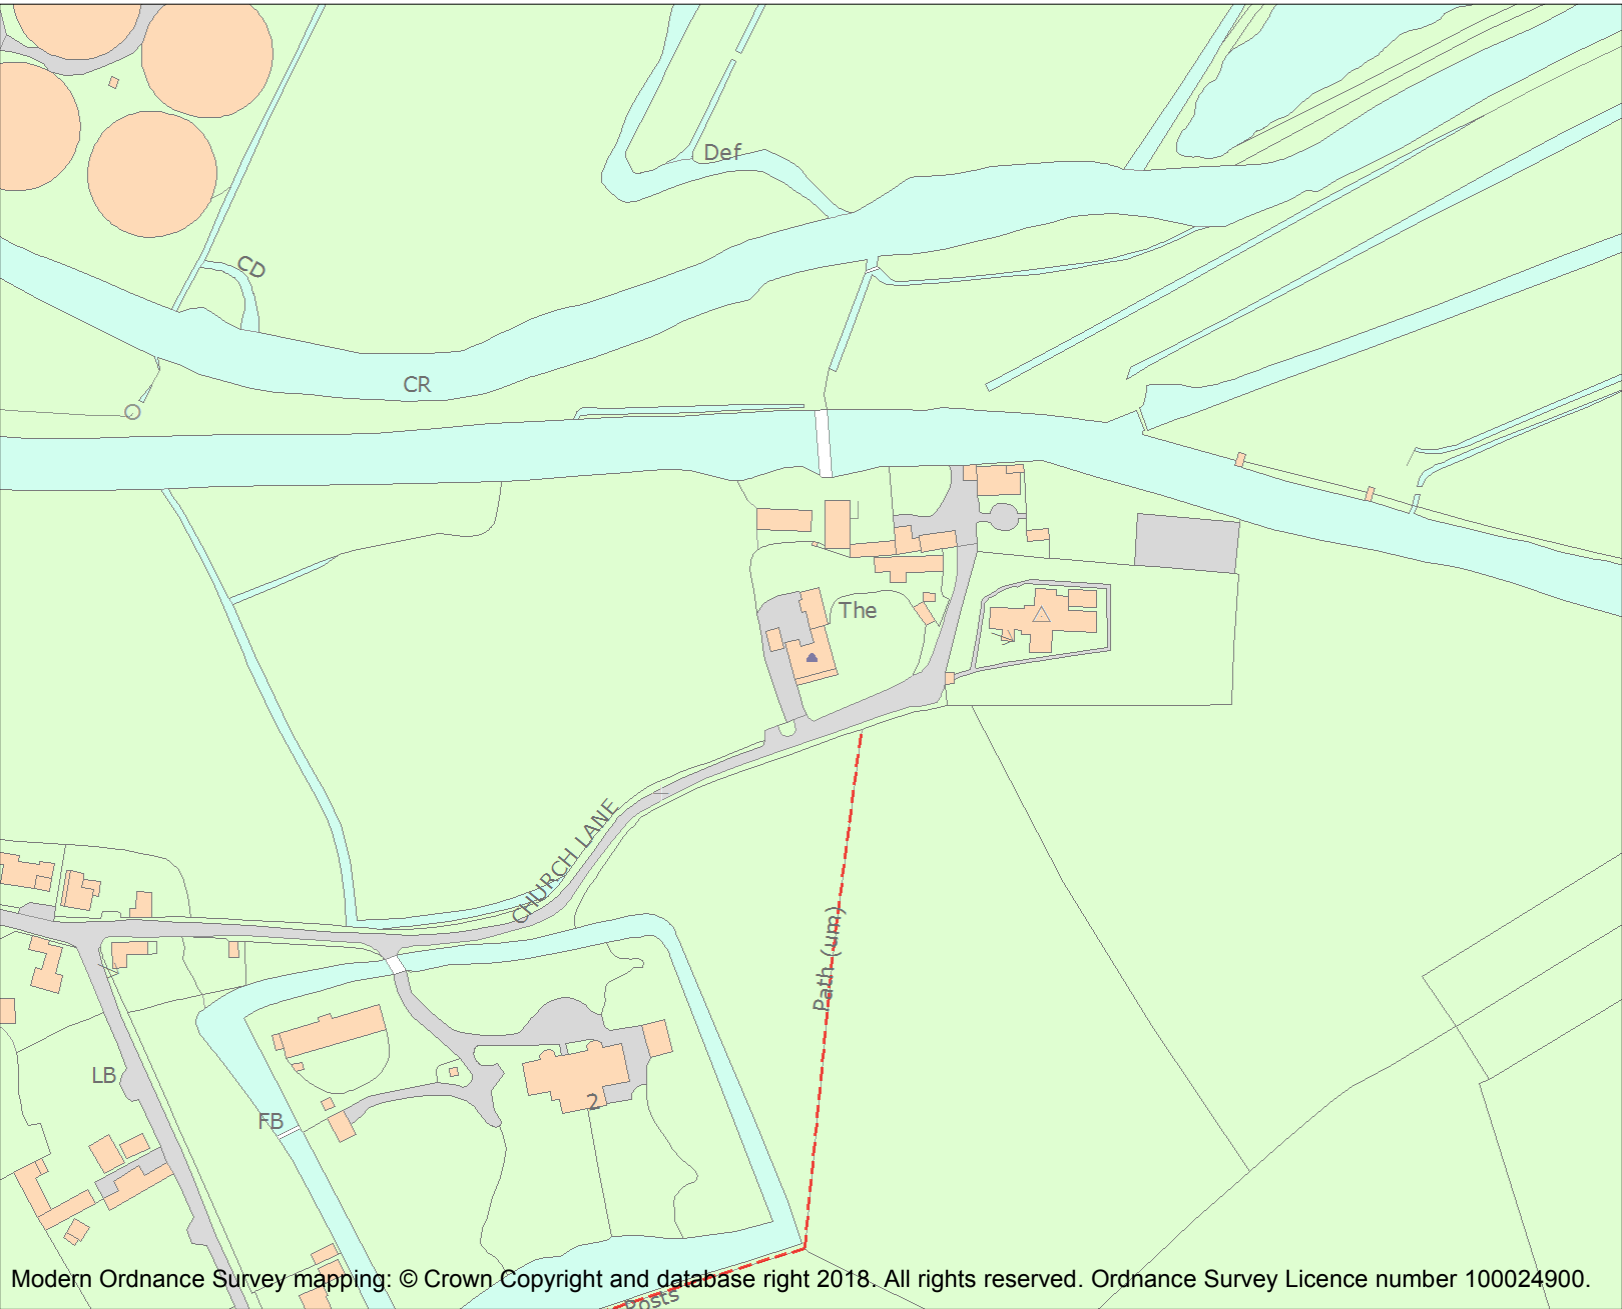 Def
CD
CR
The
CHURCH LANE
Path (um)
LB
2
FB
Modern Ordnance Survey mapping: © Crown Copyright and database right 2018. All rights reserved. Ordnance Survey Licence number 100024900.
Posts